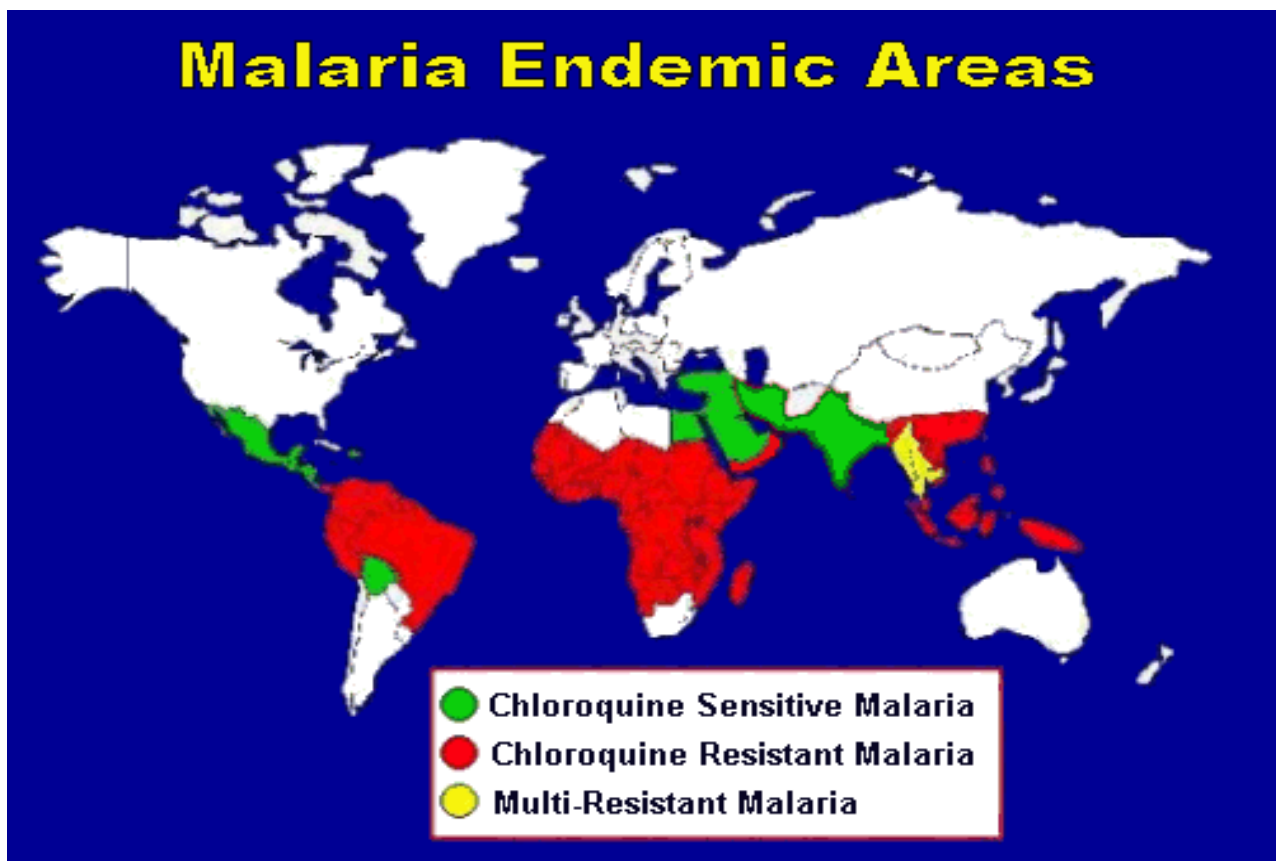 Malaria Endemic Areas
Chloroquine Sensitive Malaria
Chloroquine Resistant Malaria
Multi-Resistant Malaria